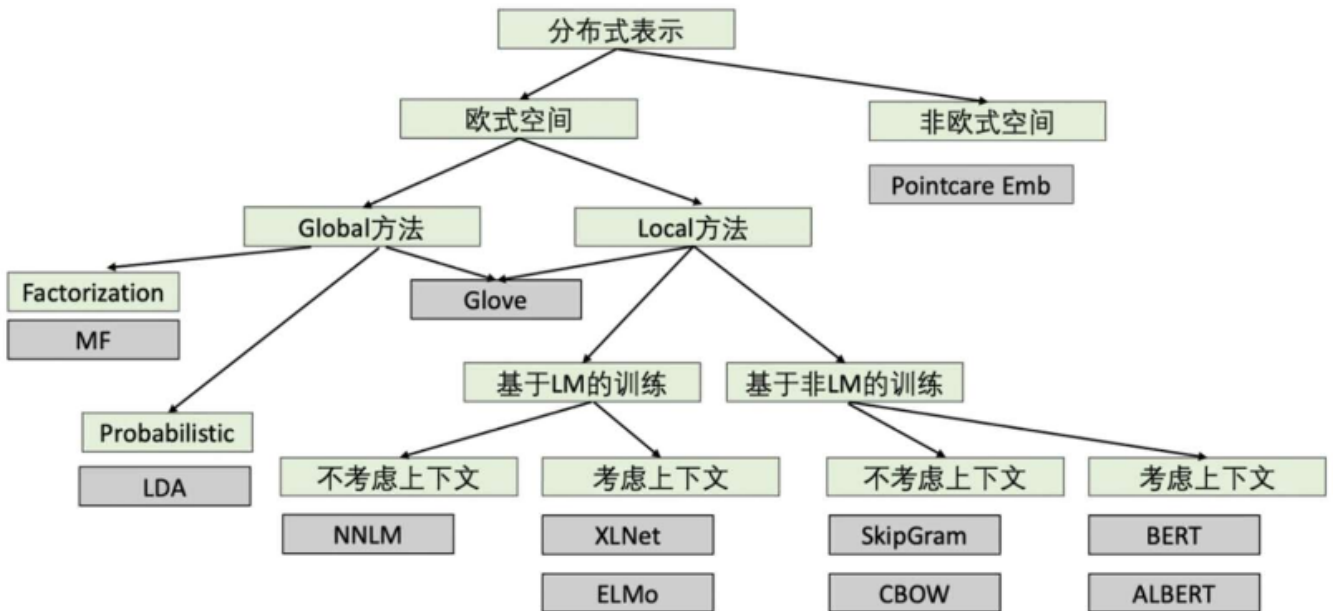 分布式表示
欧式空间
非欧式空间
Pointcare Emb
Global方法
Local方法
Factorization
Glove
MF
基于LM的训练
基于非LM的训练
Probabilistic
LDA
不考虑上下文
考虑上下文
不考虑上下文
考虑上下文
NNLM
XLNet
SkipGram
BERT
ELMo
CBOW
ALBERT